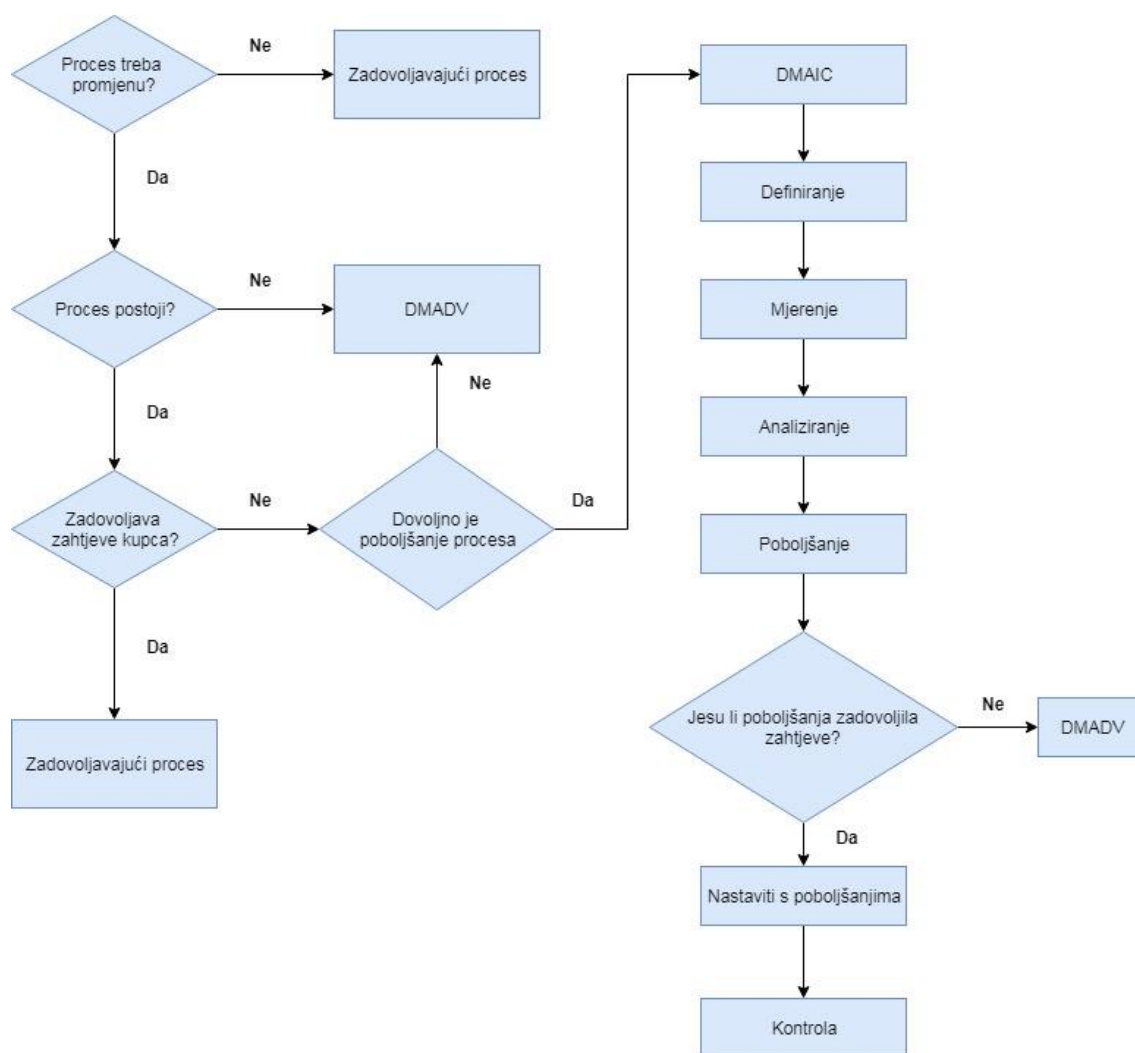 Proces treba
promjenu?
Ne
Zadovoljavajući proces
Da
Proces postoji?
Ne
DMADV
Da
Ne
Zadovoljava
zahtjeve kupca?
Ne
Dovoljno je
poboljšanje procesa
Da
Da
Zadovoljavajući proces
DMAIC
Definiranje
Mjerenje
Analiziranje
Poboljšanje
Jesu li poboljšanja zadovoljila
zahtjeve?
Ne
DMADV
Da
Nastaviti s poboljšanjima
Kontrola